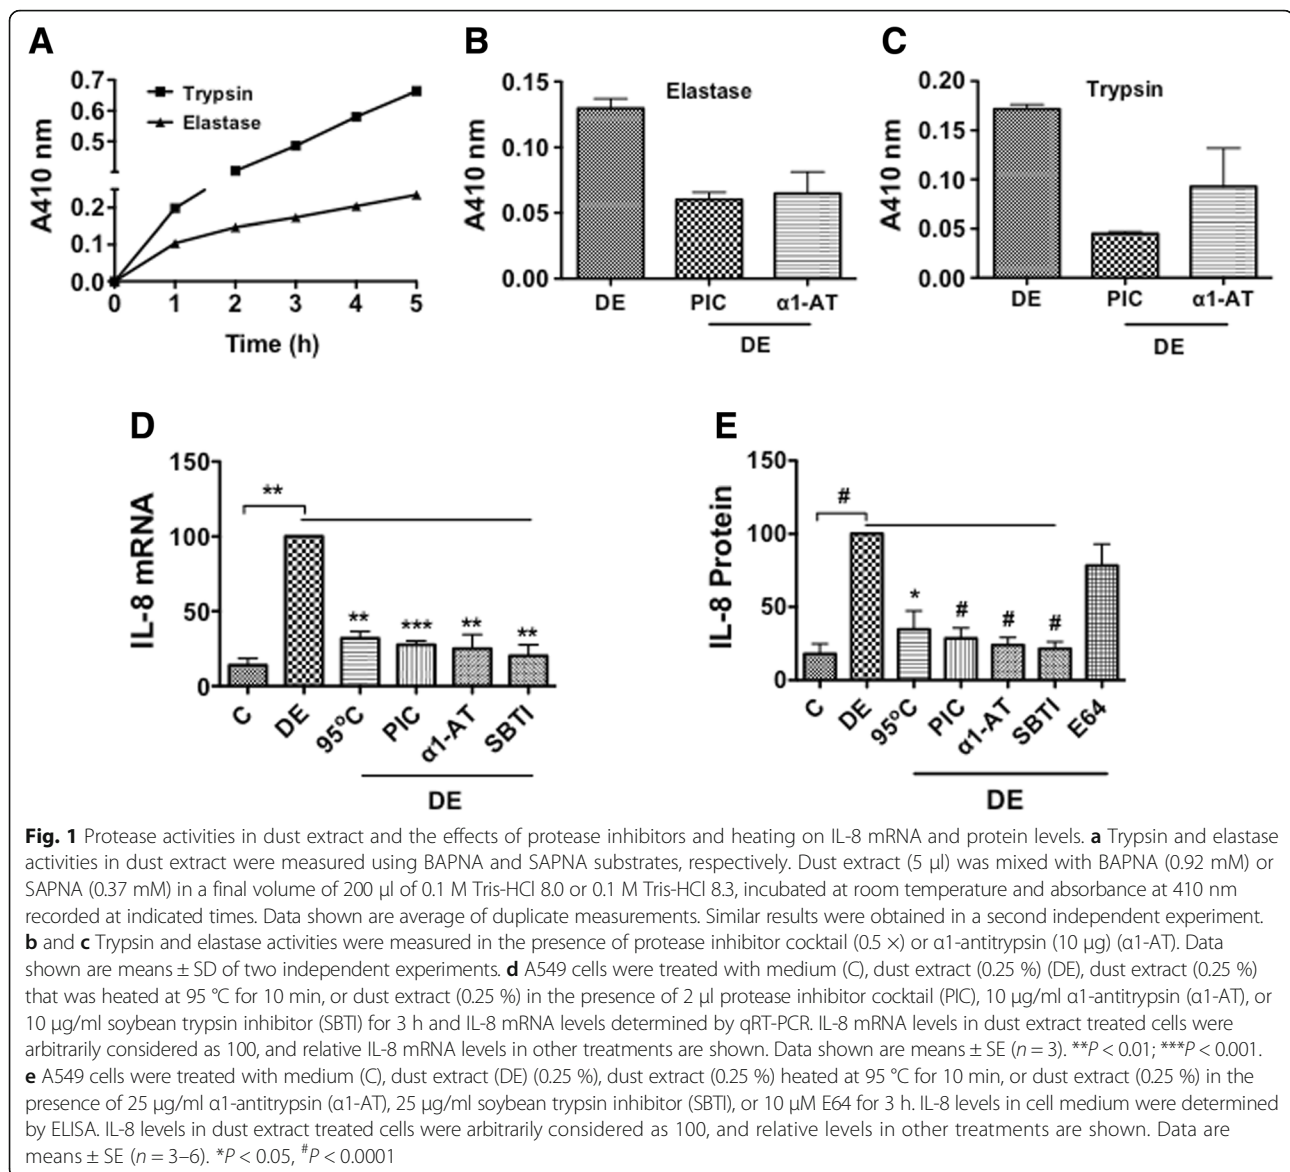 A
0.7
0.6
0.5
0.2
0.1
0.0
A410 nm
Trypsin
Elastase
0 1 2 3 4 5
Time (h)
B
0.15
0.10
0.05
0.00
A410 nm
Elastase
DE PIC α1-AT
DE
C
0.20
0.15
0.10
0.05
0.00
A410 nm
Trypsin
DE PIC α1-AT
DE
D
150
100
50
0
IL-8 mRNA
**
** *** ** **
C DE 95°C PIC α1-AT SBTI
DE
E
150
100
50
0
IL-8 Protein
#
* # # #
C DE 95°C PIC α1-AT SBTI E64
DE
Fig. 1 Protease activities in dust extract and the effects of protease inhibitors and heating on IL-8 mRNA and protein levels. a Trypsin and elastase
activities in dust extract were measured using BAPNA and SAPNA substrates, respectively. Dust extract (5 μl) was mixed with BAPNA (0.92 mM) or
SAPNA (0.37 mM) in a final volume of 200 μl of 0.1 M Tris-HCl 8.0 or 0.1 M Tris-HCl 8.3, incubated at room temperature and absorbance at 410 nm
recorded at indicated times. Data shown are average of duplicate measurements. Similar results were obtained in a second independent experiment.
b and c Trypsin and elastase activities were measured in the presence of protease inhibitor cocktail (0.5 ×) or α1-antitrypsin (10 μg) (α1-AT). Data
shown are means ± SD of two independent experiments. d A549 cells were treated with medium (C), dust extract (0.25 %) (DE), dust extract (0.25 %)
that was heated at 95 °C for 10 min, or dust extract (0.25 %) in the presence of 2 μl protease inhibitor cocktail (PIC), 10 μg/ml α1-antitrypsin (α1-AT), or
10 μg/ml soybean trypsin inhibitor (SBTI) for 3 h and IL-8 mRNA levels determined by qRT-PCR. IL-8 mRNA levels in dust extract treated cells were
arbitrarily considered as 100, and relative IL-8 mRNA levels in other treatments are shown. Data shown are means ± SE (n = 3). **P < 0.01; ***P < 0.001.
e A549 cells were treated with medium (C), dust extract (DE) (0.25 %), dust extract (0.25 %) heated at 95 °C for 10 min, or dust extract (0.25 %) in the
presence of 25 μg/ml α1-antitrypsin (α1-AT), 25 μg/ml soybean trypsin inhibitor (SBTI), or 10 μM E64 for 3 h. IL-8 levels in cell medium were determined
by ELISA. IL-8 levels in dust extract treated cells were arbitrarily considered as 100, and relative levels in other treatments are shown. Data are
means ± SE (n = 3–6). *P < 0.05, #P < 0.0001